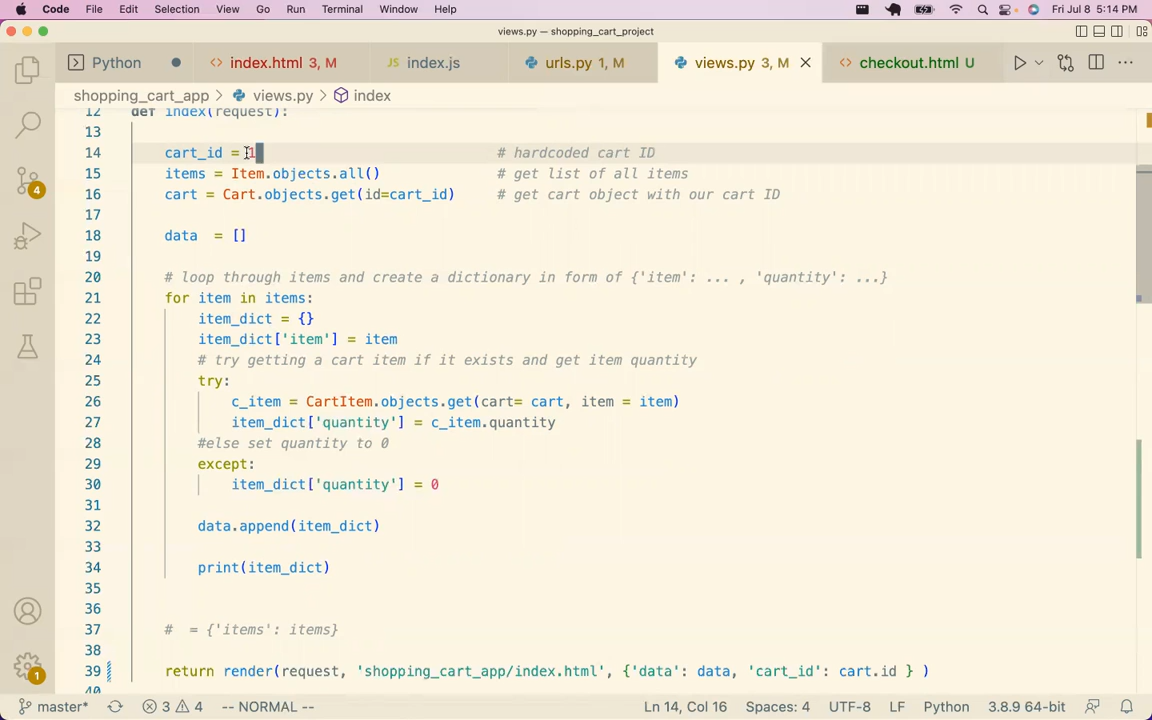 Code File Edit Selection View Go Run Terminal Window Help Fri Jul 8 5:14 PM
views.py — shopping_cart_project
Python index.html 3, M index.js urls.py 1, M views.py 3, M checkout.html U
shopping_cart_app views.py index
12 def index(request):
13
14 cart_id = 1 # hardcoded cart ID
15 items = Item.objects.all() # get list of all items
16 cart = Cart.objects.get(id=cart_id) # get cart object with our cart ID
17
18 data  = []
19
20 # loop through items and create a dictionary in form of {'item': ... , 'quantity': ...}
21 for item in items:
22 item_dict = {}
23 item_dict['item'] = item
24 # try getting a cart item if it exists and get item quantity
25 try:
26 c_item = CartItem.objects.get(cart= cart, item = item)
27 item_dict['quantity'] = c_item.quantity
28 #else set quantity to 0
29 except:
30 item_dict['quantity'] = 0
31
32 data.append(item_dict)
33
34 print(item_dict)
35
36
37 #  = {'items': items}
38
39 return render(request, 'shopping_cart_app/index.html', {'data': data, 'cart_id': cart.id } )
40
4
1
master* 3 4 -- NORMAL -- Ln 14, Col 16 Spaces: 4 UTF-8 LF Python 3.8.9 64-bit